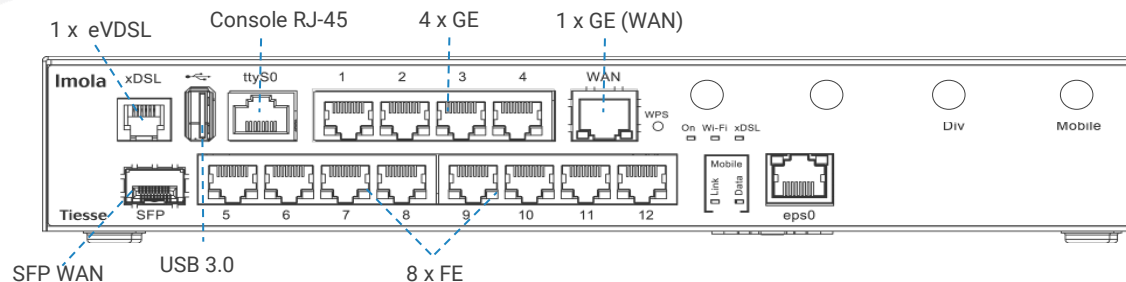 1 x eVDSL
Console RJ-45
4 x GE
1 x GE (WAN)
Imola
xDSL
ttyS0
1
2
3
4
WAN
WPS
On
Wi-Fi
xDSL
Div
Mobile
Mobile
Link
Data
Tiesse
SFP
5
6
7
8
9
10
11
12
eps0
SFP WAN
USB 3.0
8 x FE